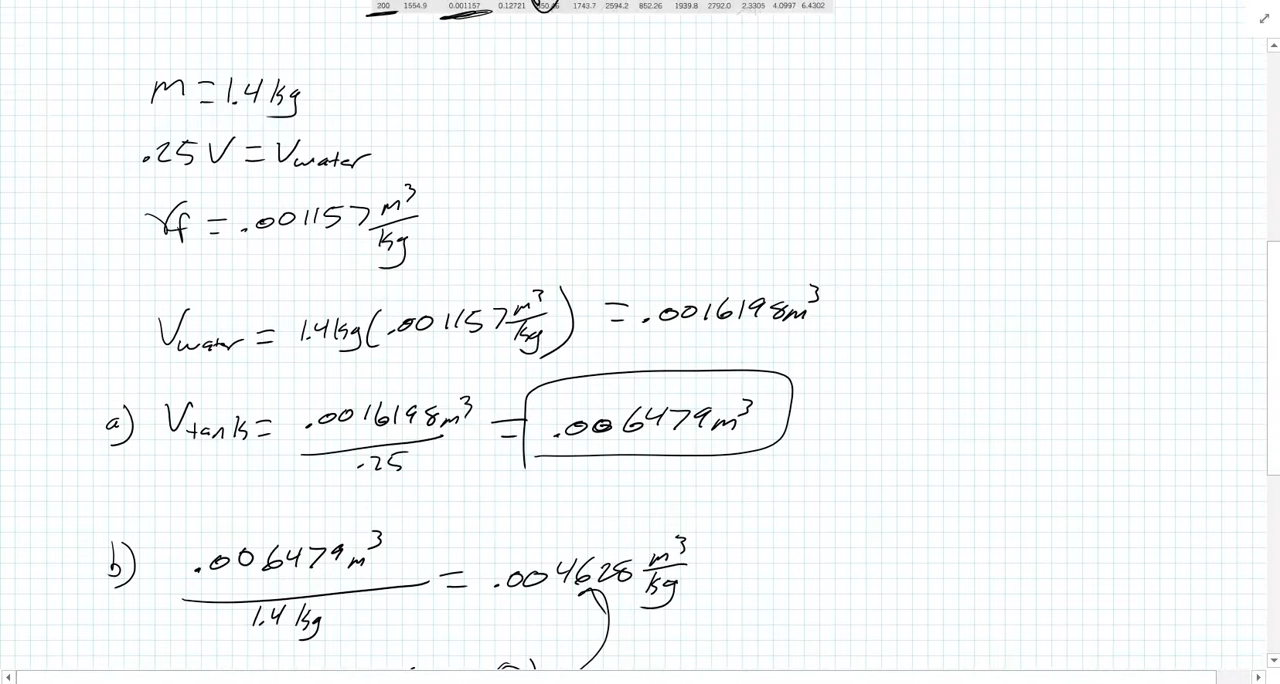 200 1554.9 0.001157 0.12721 1743.7 2594.2 852.26 1939.8 2792.0 2.3305 4.0997 6.4302
m = 1.4 kg
.25 V = Vwater
vf = .001157 m³/kg
Vwater = 1.4 kg (.001157 m³/kg) = .0016198 m³
a) Vtank = .0016198 m³/.25 = .006479 m³
b) .006479 m³/1.4 kg = .004628 m³/kg